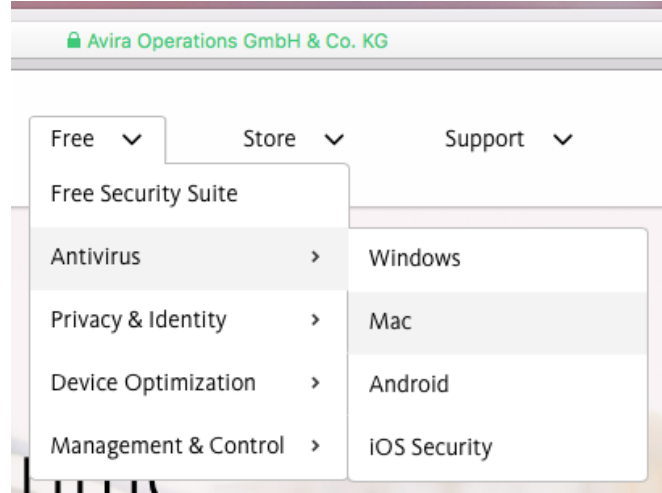 Avira Operations GmbH & Co. KG
Free Store Support
Free Security Suite
Antivirus
Privacy & Identity
Device Optimization
Management & Control
Windows
Mac
Android
iOS Security